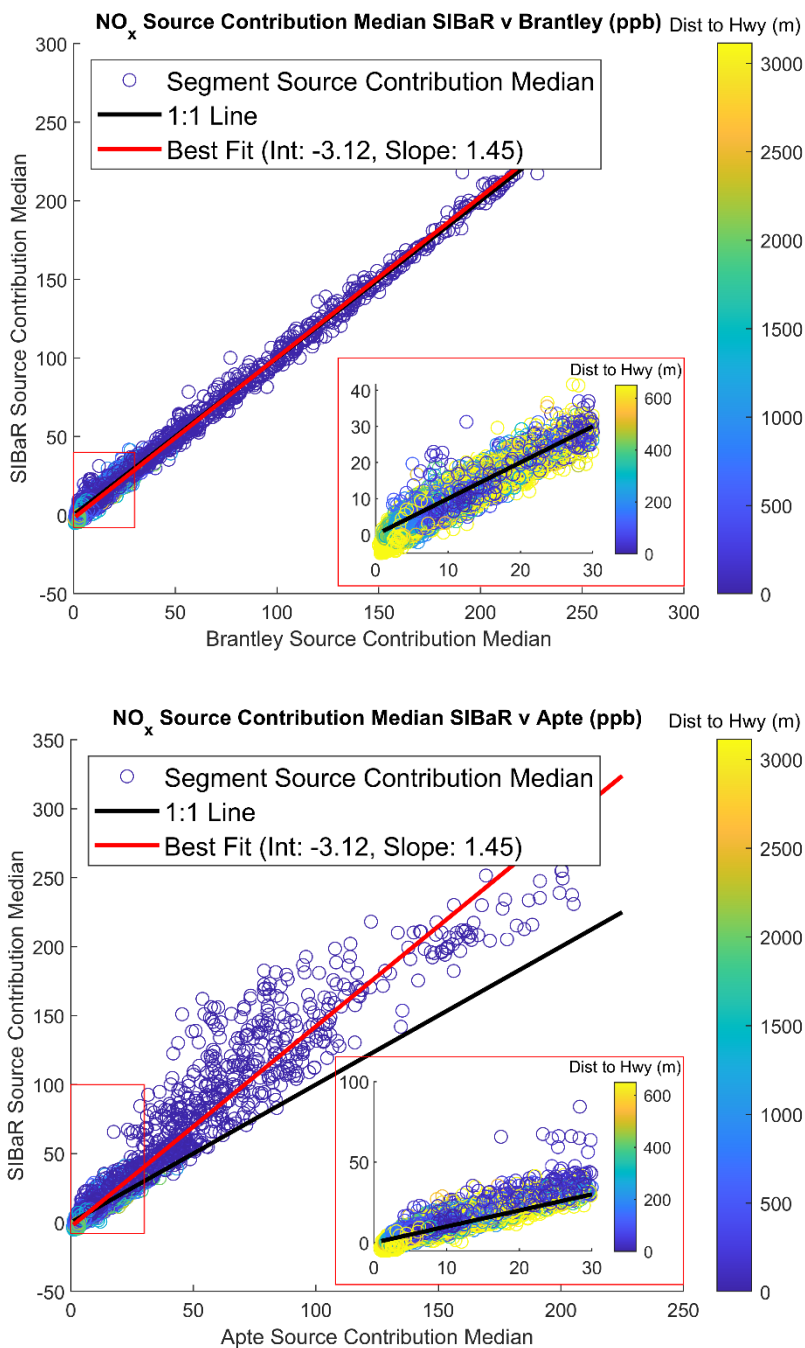 NOx Source Contribution Median SIBaR v Brantley (ppb) Dist to Hwy (m)
300
250
200
150
100
50
0
-50
SIBaR Source Contribution Median
Segment Source Contribution Median
1:1 Line
Best Fit (Int: -3.12, Slope: 1.45)
3000
2500
2000
1500
1000
500
0
Dist to Hwy (m)
40
30
20
10
0
0 10 20 30
600
400
200
0
0 50 100 150 200 250 300
Brantley Source Contribution Median
NOx Source Contribution Median SIBaR v Apte (ppb) Dist to Hwy (m)
350
300
250
200
150
100
50
0
-50
SIBaR Source Contribution Median
Segment Source Contribution Median
1:1 Line
Best Fit (Int: -3.12, Slope: 1.45)
3000
2500
2000
1500
1000
500
0
Dist to Hwy (m)
100
50
0
0 10 20 30
600
400
200
0
0 50 100 150 200 250
Apte Source Contribution Median